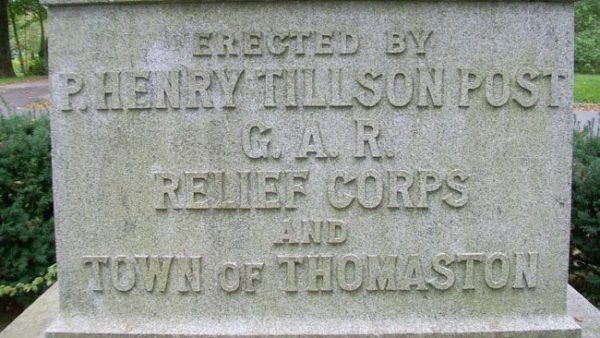 ERECTED BY
P. HENRY TILLSON POST
G. A. R.
RELIEF CORPS
AND
TOWN OF THOMASTON